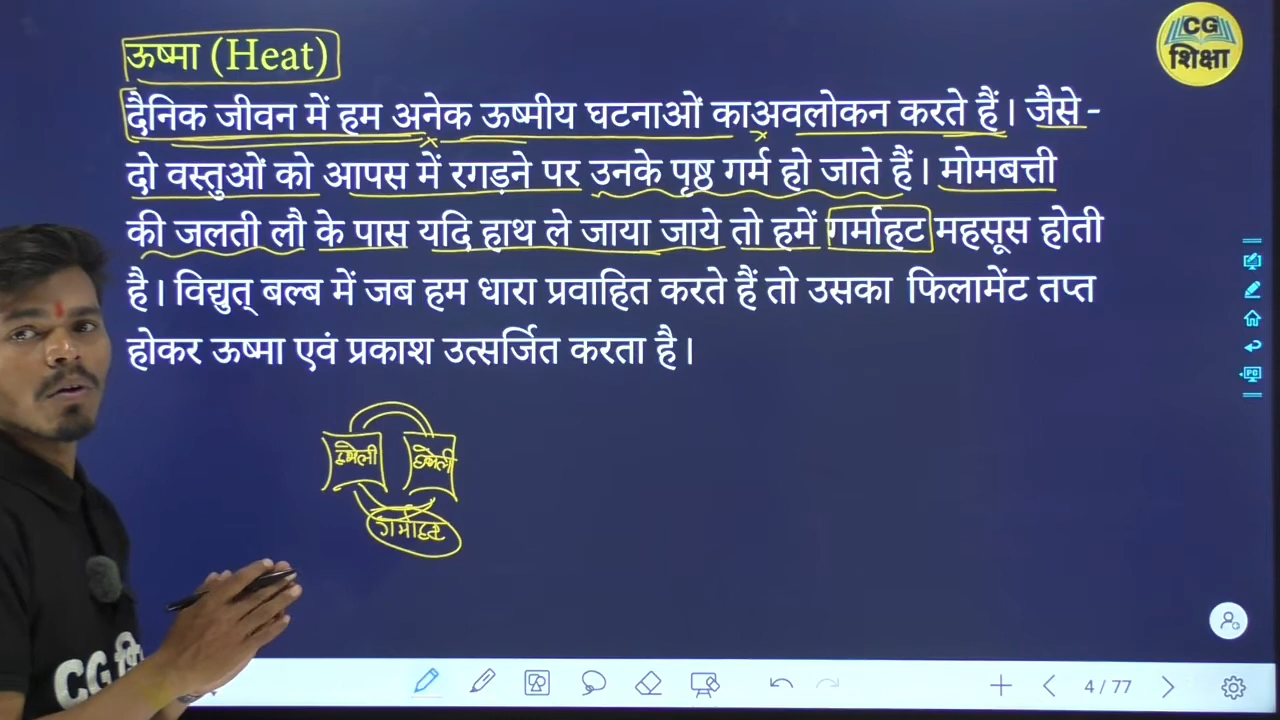 ऊष्मा (Heat)
CG
शिक्षा
दैनिक जीवन में हम अनेक ऊष्मीय घटनाओं काअवलोकन करते हैं। जैसे -
दो वस्तुओं को आपस में रगड़ने पर उनके पृष्ठ गर्म हो जाते हैं। मोमबत्ती
की जलती लौ के पास यदि हाथ ले जाया जाये तो हमें गर्माहट महसूस होती
है। विद्युत् बल्ब में जब हम धारा प्रवाहित करते हैं तो उसका फिलामेंट तप्त
होकर ऊष्मा एवं प्रकाश उत्सर्जित करता है।
हथेली हथेली
गर्माहट
PC
CG
4 / 77